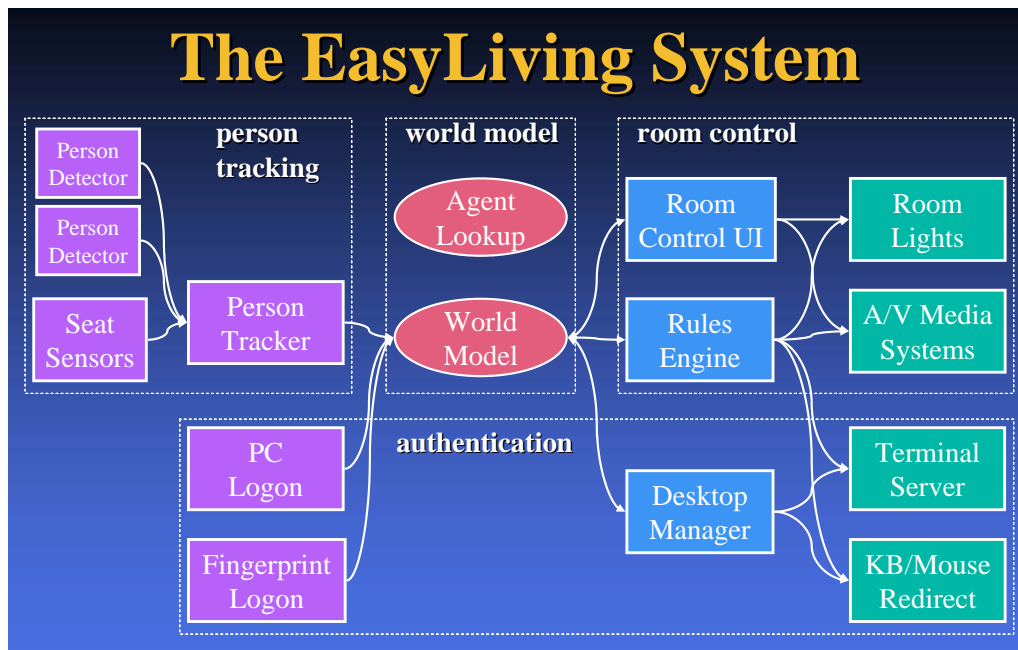 The EasyLiving System
person
tracking
Person
Detector
Person
Detector
Seat
Sensors
Person
Tracker
world model
Agent
Lookup
World
Model
room control
Room
Control UI
Rules
Engine
Room
Lights
A/V Media
Systems
authentication
PC
Logon
Fingerprint
Logon
Desktop
Manager
Terminal
Server
KB/Mouse
Redirect